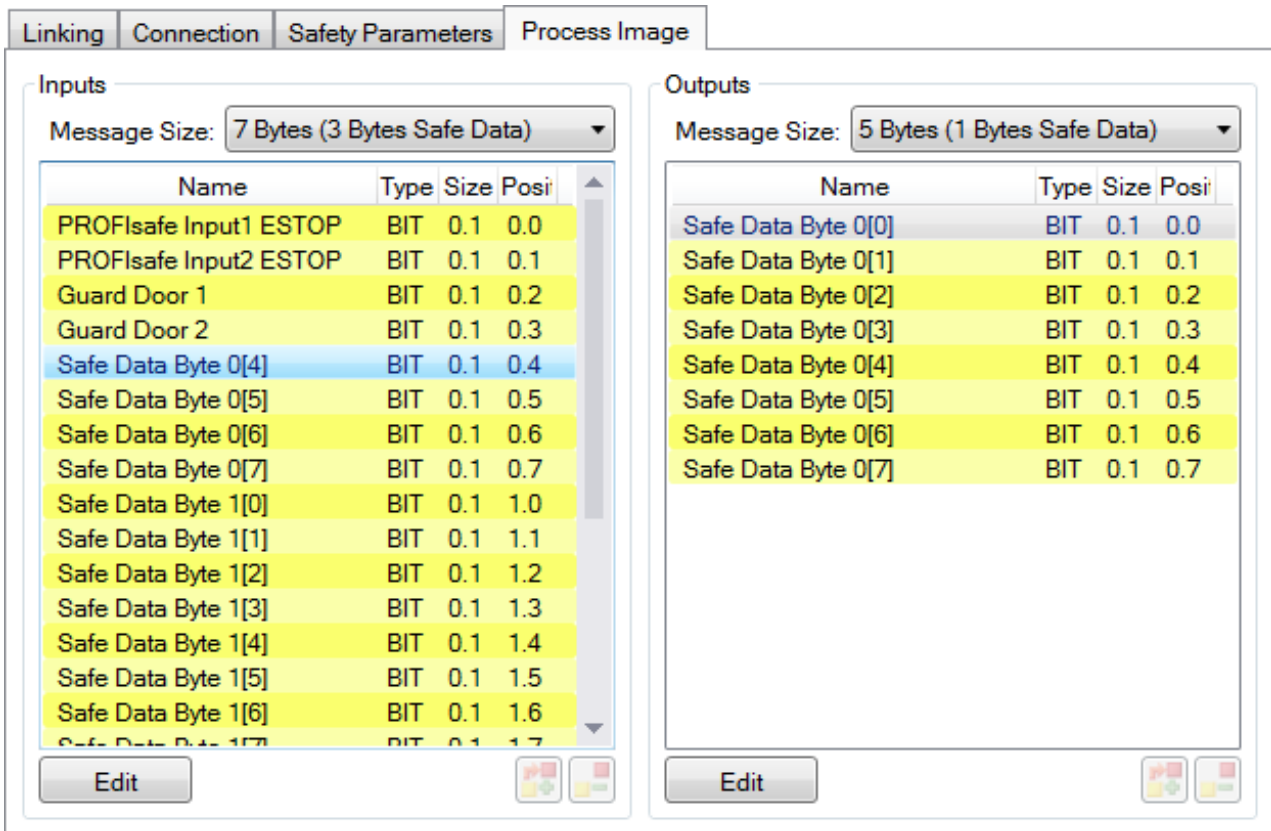 Linking Connection Safety Parameters Process Image
Inputs
Message Size: 7 Bytes (3 Bytes Safe Data)
Name Type Size Posit
PROFIsafe Input1 ESTOP BIT 0.1 0.0
PROFIsafe Input2 ESTOP BIT 0.1 0.1
Guard Door 1 BIT 0.1 0.2
Guard Door 2 BIT 0.1 0.3
Safe Data Byte 0[4] BIT 0.1 0.4
Safe Data Byte 0[5] BIT 0.1 0.5
Safe Data Byte 0[6] BIT 0.1 0.6
Safe Data Byte 0[7] BIT 0.1 0.7
Safe Data Byte 1[0] BIT 0.1 1.0
Safe Data Byte 1[1] BIT 0.1 1.1
Safe Data Byte 1[2] BIT 0.1 1.2
Safe Data Byte 1[3] BIT 0.1 1.3
Safe Data Byte 1[4] BIT 0.1 1.4
Safe Data Byte 1[5] BIT 0.1 1.5
Safe Data Byte 1[6] BIT 0.1 1.6
Safe Data Byte 1[7] BIT 0.1 1.7
Edit
Outputs
Message Size: 5 Bytes (1 Bytes Safe Data)
Name Type Size Posit
Safe Data Byte 0[0] BIT 0.1 0.0
Safe Data Byte 0[1] BIT 0.1 0.1
Safe Data Byte 0[2] BIT 0.1 0.2
Safe Data Byte 0[3] BIT 0.1 0.3
Safe Data Byte 0[4] BIT 0.1 0.4
Safe Data Byte 0[5] BIT 0.1 0.5
Safe Data Byte 0[6] BIT 0.1 0.6
Safe Data Byte 0[7] BIT 0.1 0.7
Edit